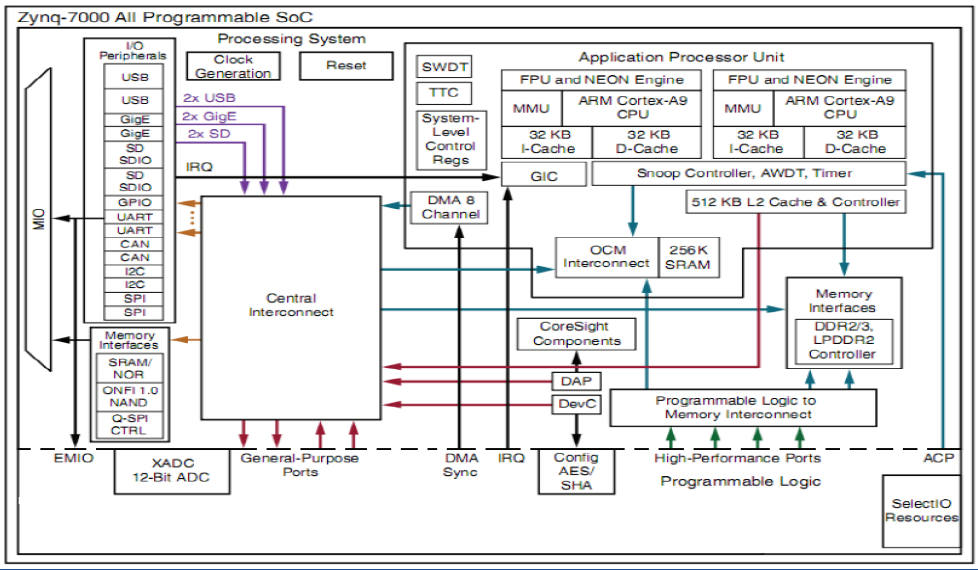 Zynq-7000 All Programmable SoC
Processing System
I/O
Peripherals
USB
USB
GigE
GigE
SD
SDIO
SD
SDIO
GPIO
UART
UART
CAN
CAN
I2C
I2C
SPI
SPI
MIO
Memory
Interfaces
SRAM/
NOR
ONFI 1.0
NAND
Q-SPI
CTRL
Clock
Generation
Reset
2x USB
2x GigE
2x SD
IRQ
Central
Interconnect
SWDT
TTC
System-
Level
Control
Regs
DMA 8
Channel
Application Processor Unit
FPU and NEON Engine
MMU
ARM Cortex-A9
CPU
32 KB
I-Cache
32 KB
D-Cache
FPU and NEON Engine
MMU
ARM Cortex-A9
CPU
32 KB
I-Cache
32 KB
D-Cache
GIC
Snoop Controller, AWDT, Timer
512 KB L2 Cache & Controller
OCM
Interconnect
256K
SRAM
Memory
Interfaces
DDR2/3,
LPDDR2
Controller
CoreSight
Components
DAP
DevC
Programmable Logic to
Memory Interconnect
EMIO
XADC
12-Bit ADC
General-Purpose
Ports
DMA
Sync
IRQ
Config
AES/
SHA
High-Performance Ports
ACP
Programmable Logic
SelectIO
Resources